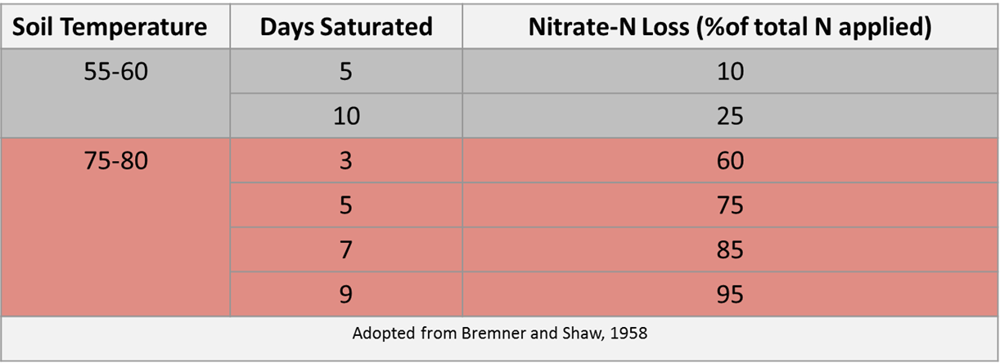 Soil Temperature Days Saturated Nitrate-N Loss (%of total N applied)
55-60 5 10
10 25
75-80 3 60
5 75
7 85
9 95
Adopted from Bremner and Shaw, 1958